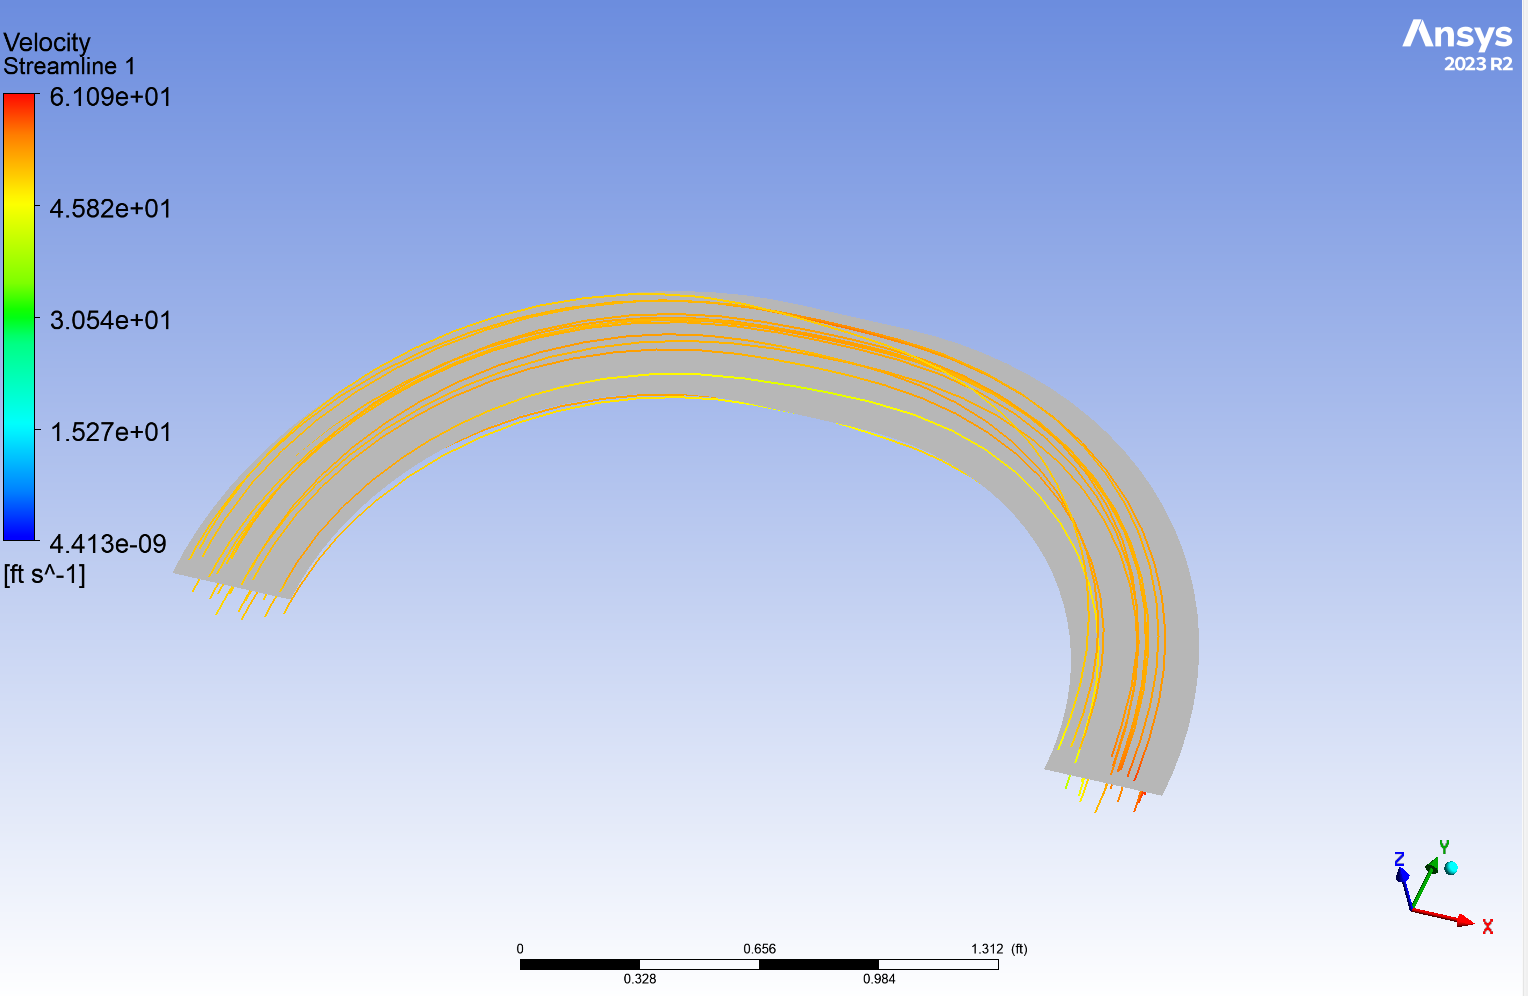 Velocity
Streamline 1
6.109e+01
4.582e+01
3.054e+01
1.527e+01
4.413e-09
[ft s^-1]
Ansys
2023 R2
Z
Y
X
0
0.656
1.312
(ft)
0.328
0.984